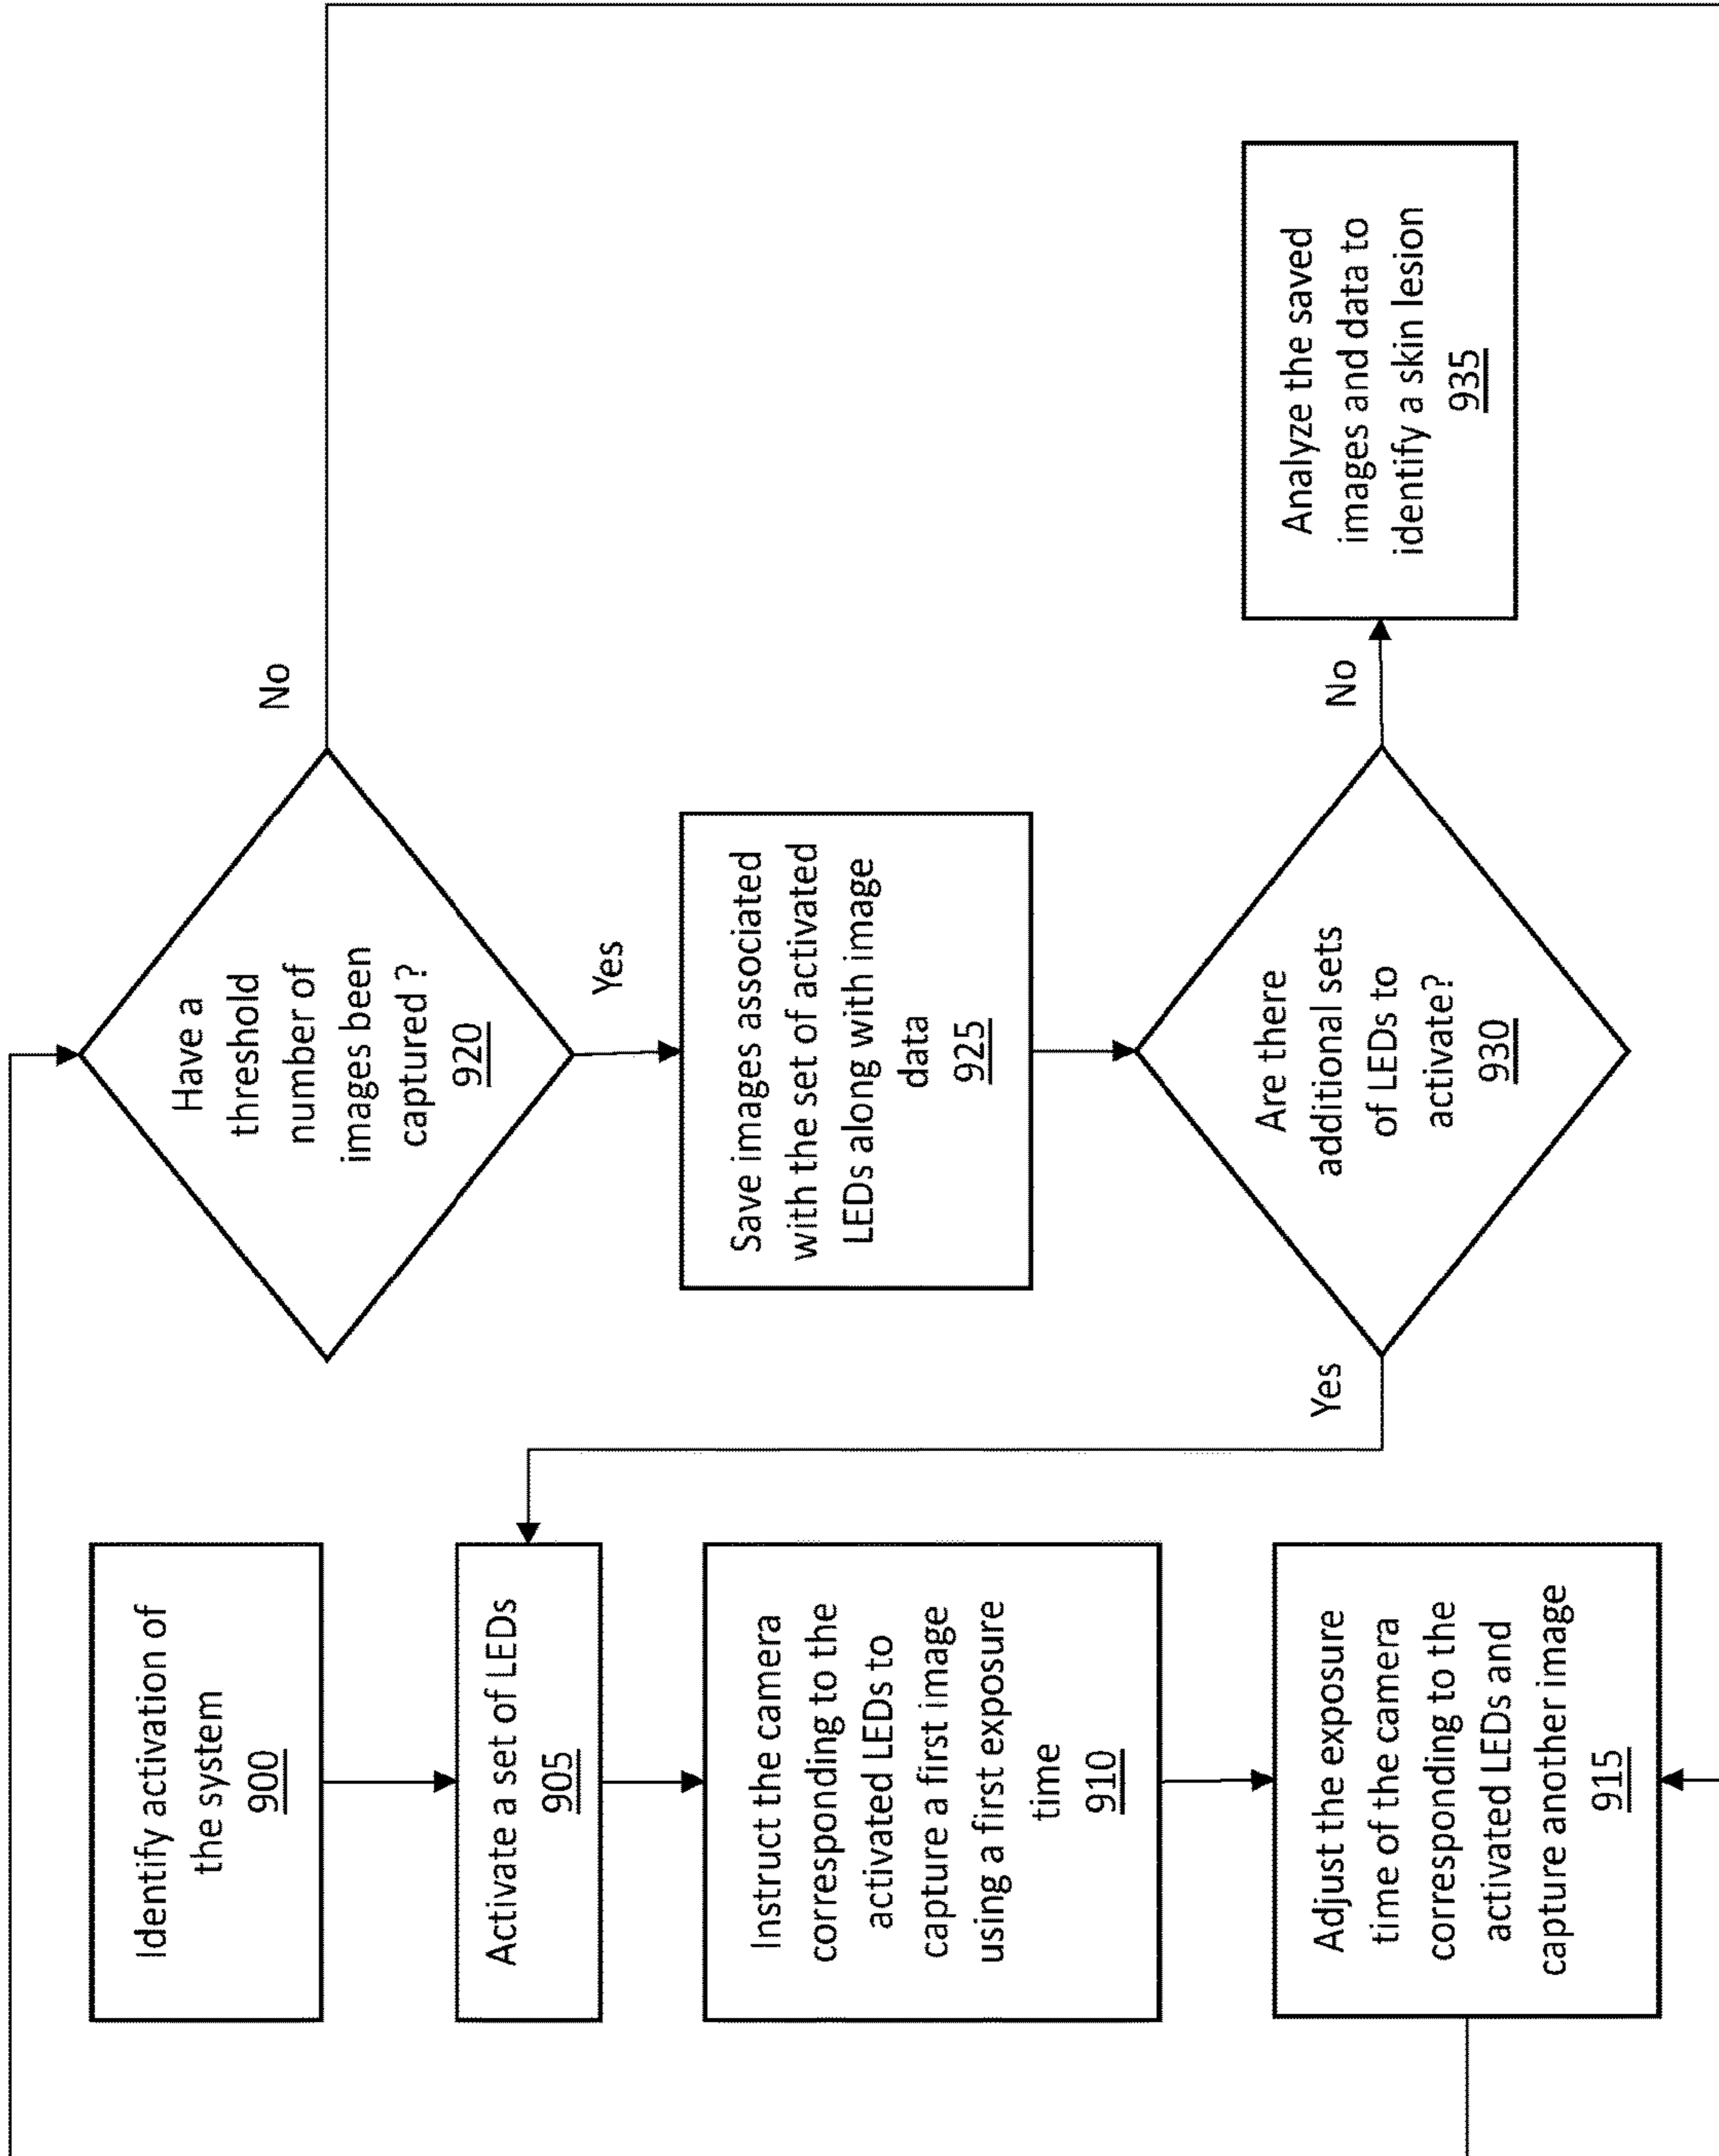 Identify activation of
the system
900
Activate a set of LEDs
905
Instruct the camera
corresponding to the
activated LEDs to
capture a first image
using a first exposure
time
910
Adjust the exposure
time of the camera
corresponding to the
activated LEDs and
capture another image
915
Have a
threshold
number of
images been
captured ?
920
No
Yes
Save images associated
with the set of activated
LEDs along with image
data
925
Are there
additional sets
of LEDs to
activate?
930
Yes
No
Analyze the saved
images and data to
identify a skin lesion
935